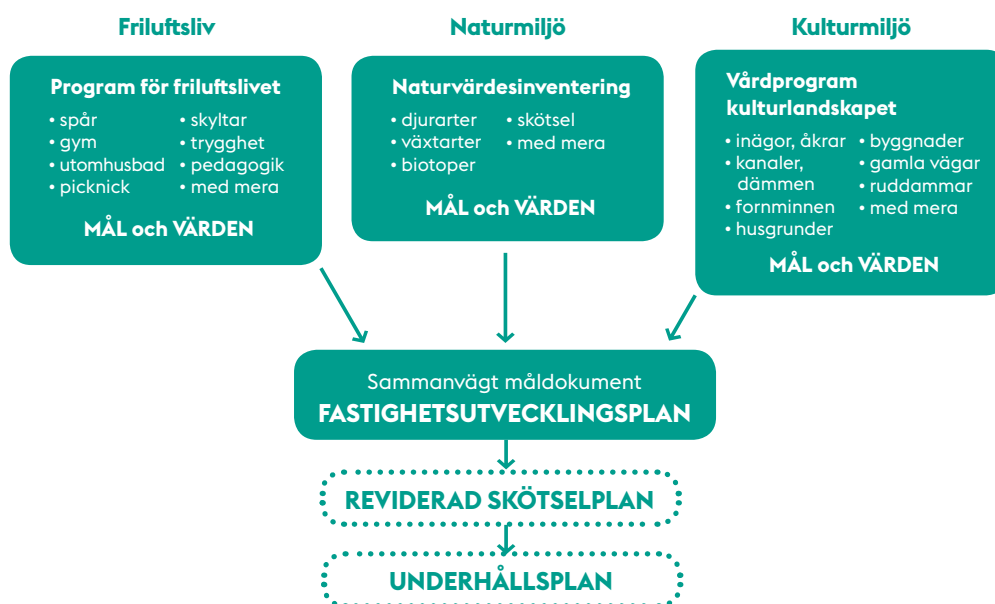 Friluftsliv
Program för friluftslivet
• spår
• gym
• utomhusbad
• picknick
• skyltar
• trygghet
• pedagogik
• med mera
MÅL och VÄRDEN
Naturmiljö
Naturvärdesinventering
• djurarter
• växtarter
• biotoper
• skötsel
• med mera
MÅL och VÄRDEN
Kulturmiljö
Vårdprogram
kulturlandskapet
• inägor, åkrar
• kanaler,
dämmen
• fornminnen
• husgrunder
• byggnader
• gamla vägar
• ruddammar
• med mera
MÅL och VÄRDEN
Sammanvägt måldokument
FASTIGHETSUTVECKLINGSPLAN
REVIDERAD SKÖTSELPLAN
UNDERHÅLLSPLAN